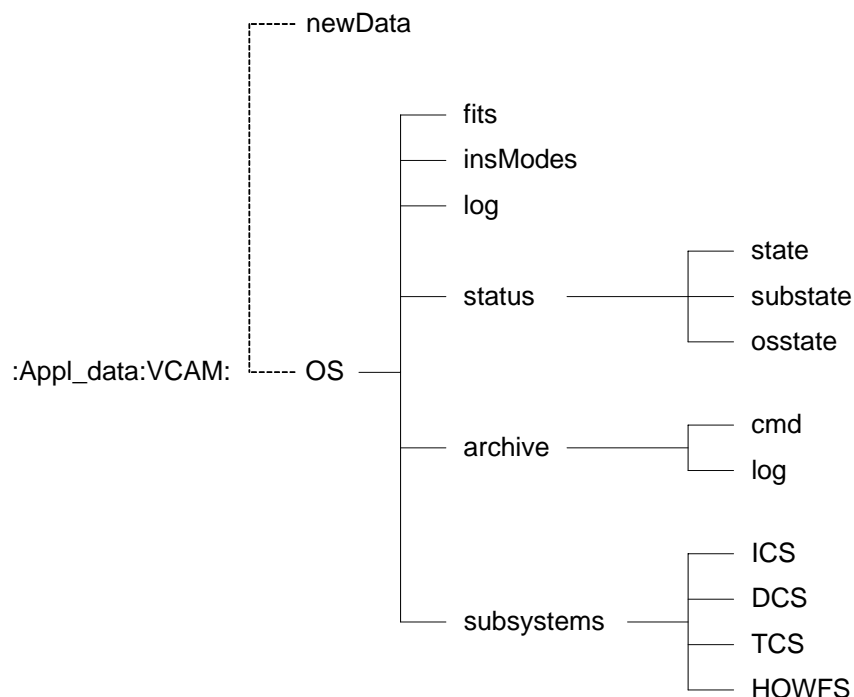 newData
fits
insModes
log
state
status
substate
osstate
:Appl_data:VCAM:
OS
cmd
archive
log
ICS
DCS
subsystems
TCS
HOWFS